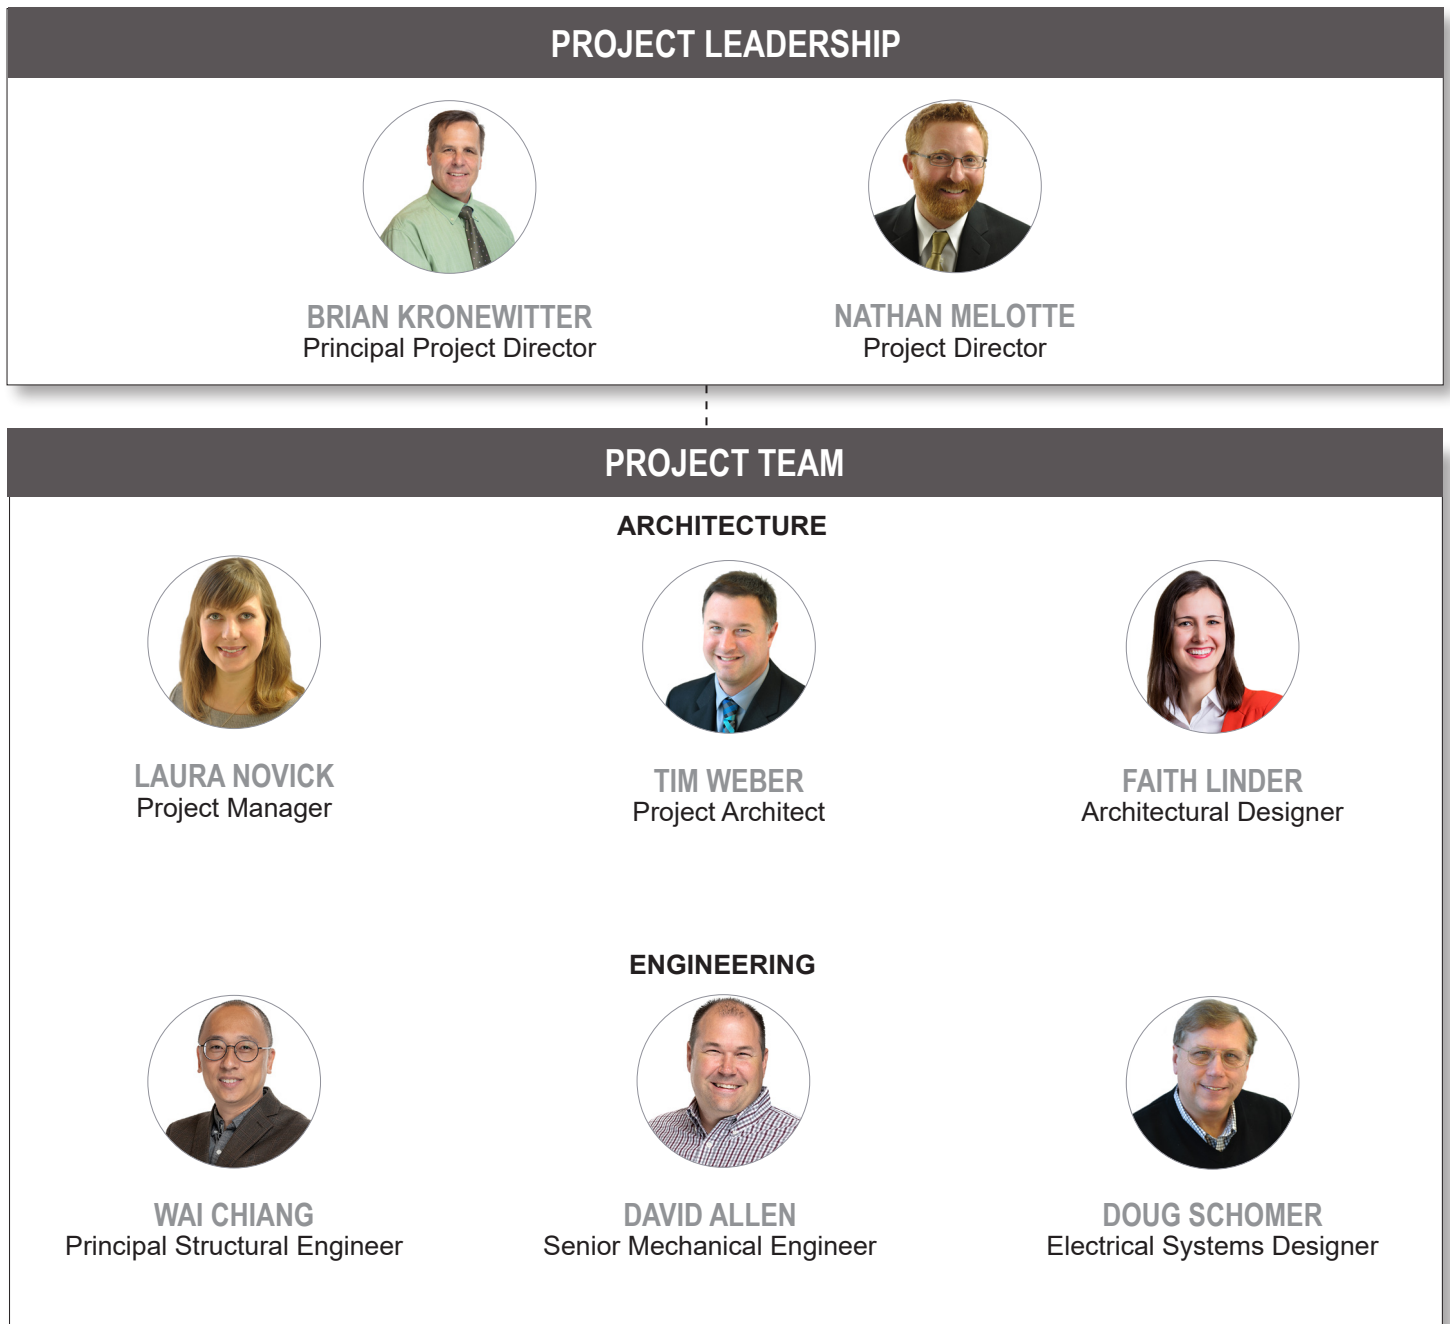 PROJECT LEADERSHIP
BRIAN KRONEWITTER
Principal Project Director
NATHAN MELOTTE
Project Director
PROJECT TEAM
ARCHITECTURE
LAURA NOVICK
Project Manager
TIM WEBER
Project Architect
FAITH LINDER
Architectural Designer
ENGINEERING
WAI CHIANG
Principal Structural Engineer
DAVID ALLEN
Senior Mechanical Engineer
DOUG SCHOMER
Electrical Systems Designer